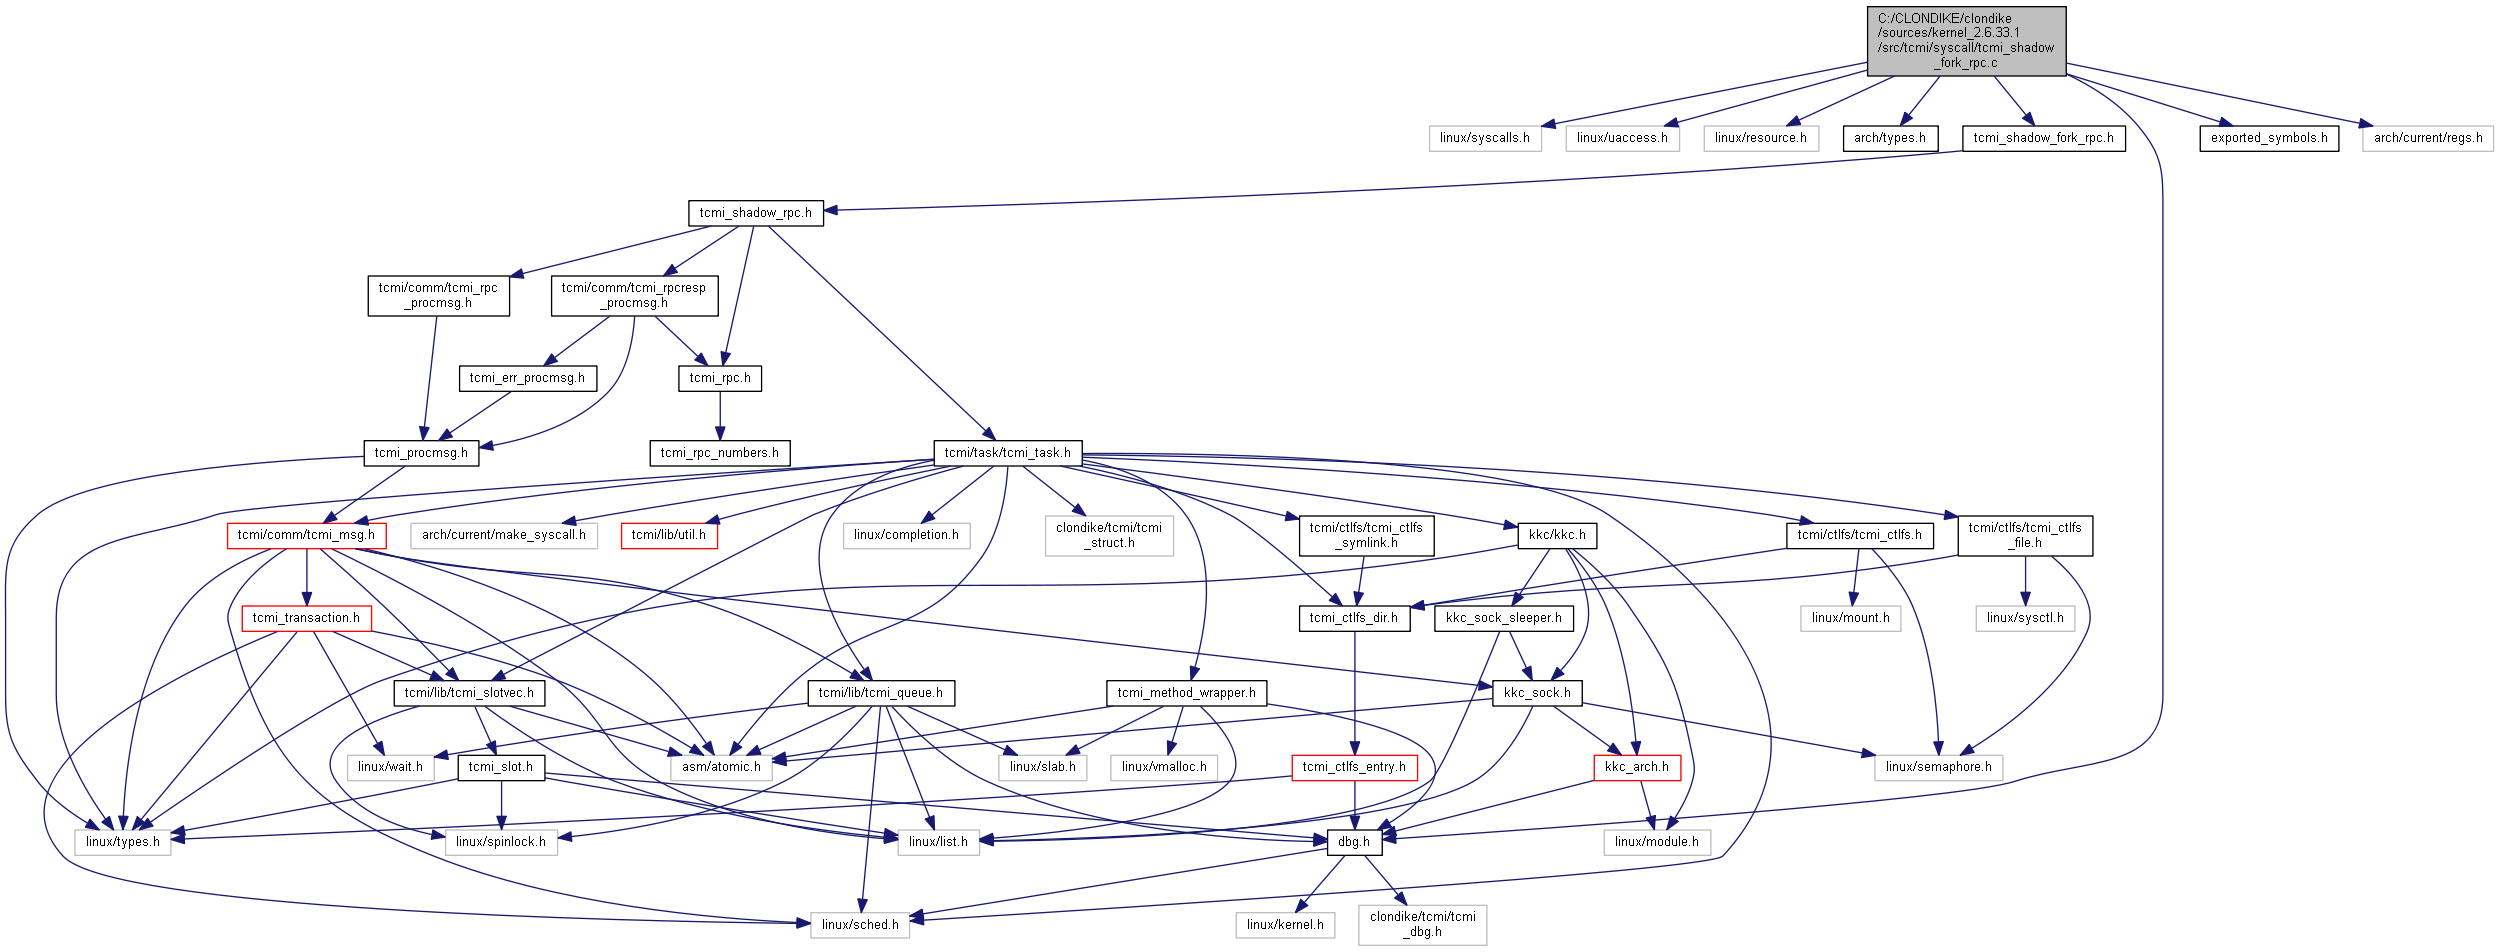 C:/CLONDIKE/clondike
/sources/kernel_2.6.33.1
/src/tcmi/syscall/tcmi_shadow
_fork_rpc.c
linux/syscalls.h
linux/uaccess.h
linux/resource.h
arch/types.h
tcmi_shadow_fork_rpc.h
exported_symbols.h
arch/current/regs.h
tcmi_shadow_rpc.h
tcmi/comm/tcmi_rpc
_procmsg.h
tcmi/comm/tcmi_rpcresp
_procmsg.h
tcmi_err_procmsg.h
tcmi_rpc.h
tcmi_procmsg.h
tcmi_rpc_numbers.h
tcmi/task/tcmi_task.h
tcmi/comm/tcmi_msg.h
arch/current/make_syscall.h
tcmi/lib/util.h
linux/completion.h
clondike/tcmi/tcmi
_struct.h
tcmi/ctlfs/tcmi_ctlfs
_symlink.h
kkc/kkc.h
tcmi/ctlfs/tcmi_ctlfs.h
tcmi/ctlfs/tcmi_ctlfs
_file.h
tcmi_transaction.h
tcmi_ctlfs_dir.h
kkc_sock_sleeper.h
linux/mount.h
linux/sysctl.h
tcmi/lib/tcmi_slotvec.h
tcmi/lib/tcmi_queue.h
tcmi_method_wrapper.h
kkc_sock.h
linux/wait.h
tcmi_slot.h
asm/atomic.h
linux/slab.h
linux/vmalloc.h
tcmi_ctlfs_entry.h
kkc_arch.h
linux/semaphore.h
linux/types.h
linux/spinlock.h
linux/list.h
dbg.h
linux/module.h
linux/sched.h
linux/kernel.h
clondike/tcmi/tcmi
_dbg.h